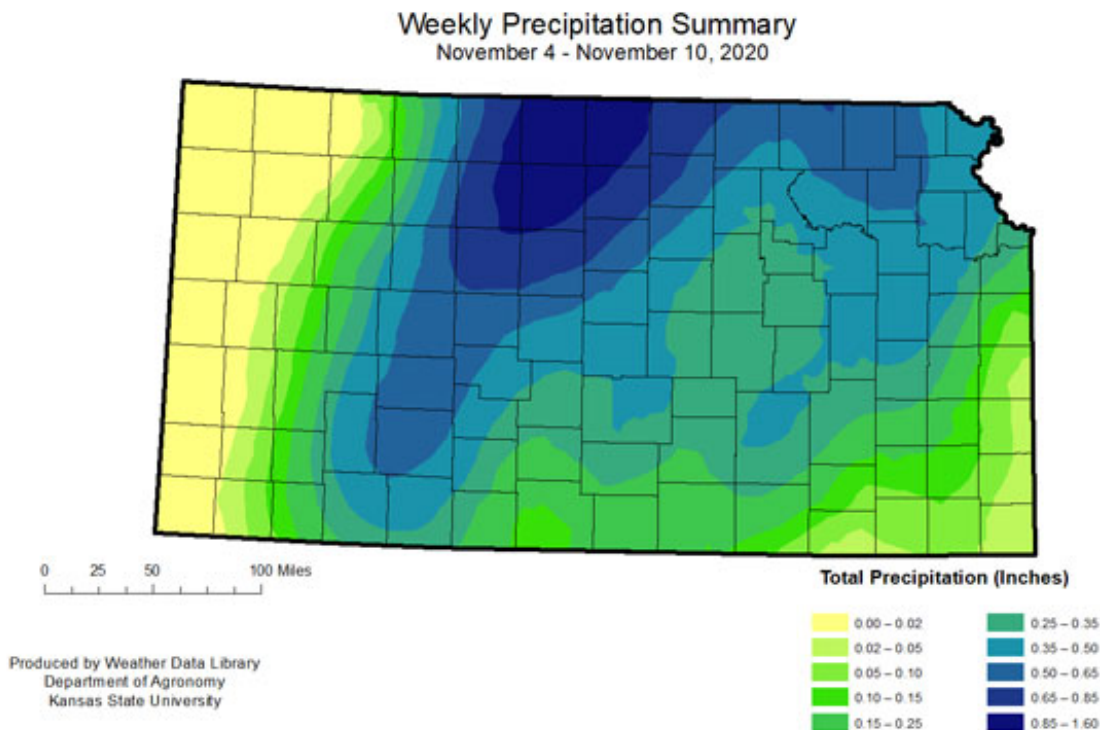 Weekly Precipitation Summary
November 4 - November 10, 2020
0 25 50 100 Miles
Produced by Weather Data Library
Department of Agronomy
Kansas State University
Total Precipitation (Inches)
0.00 – 0.02
0.02 – 0.05
0.05 – 0.10
0.10 – 0.15
0.15 – 0.25
0.25 – 0.35
0.35 – 0.50
0.50 – 0.65
0.65 – 0.85
0.85 – 1.60